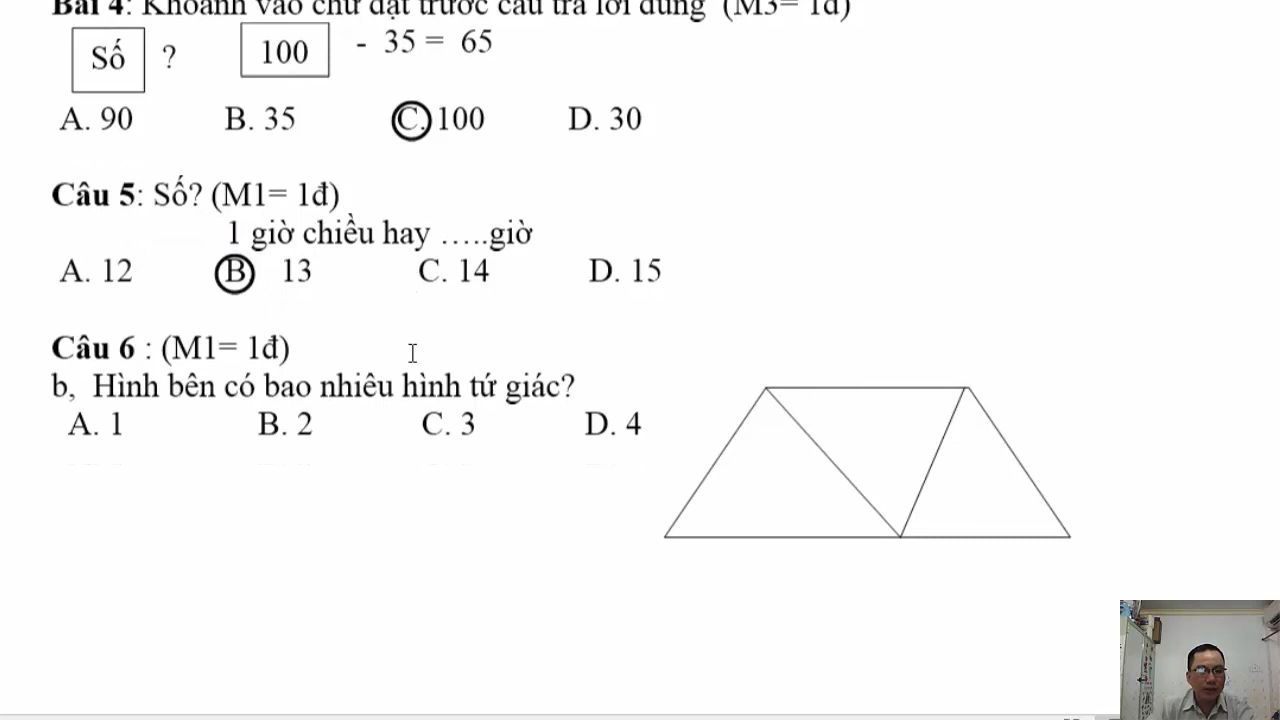 Bài 4: Khoanh vào chữ đặt trước câu trả lời đúng (M3= 1đ)
Số ? 100 - 35 = 65
A. 90 B. 35 C. 100 D. 30
Câu 5: Số? (M1= 1đ)
1 giờ chiều hay …..giờ
A. 12 B 13 C. 14 D. 15
Câu 6 : (M1= 1đ)
b, Hình bên có bao nhiêu hình tứ giác?
A. 1 B. 2 C. 3 D. 4